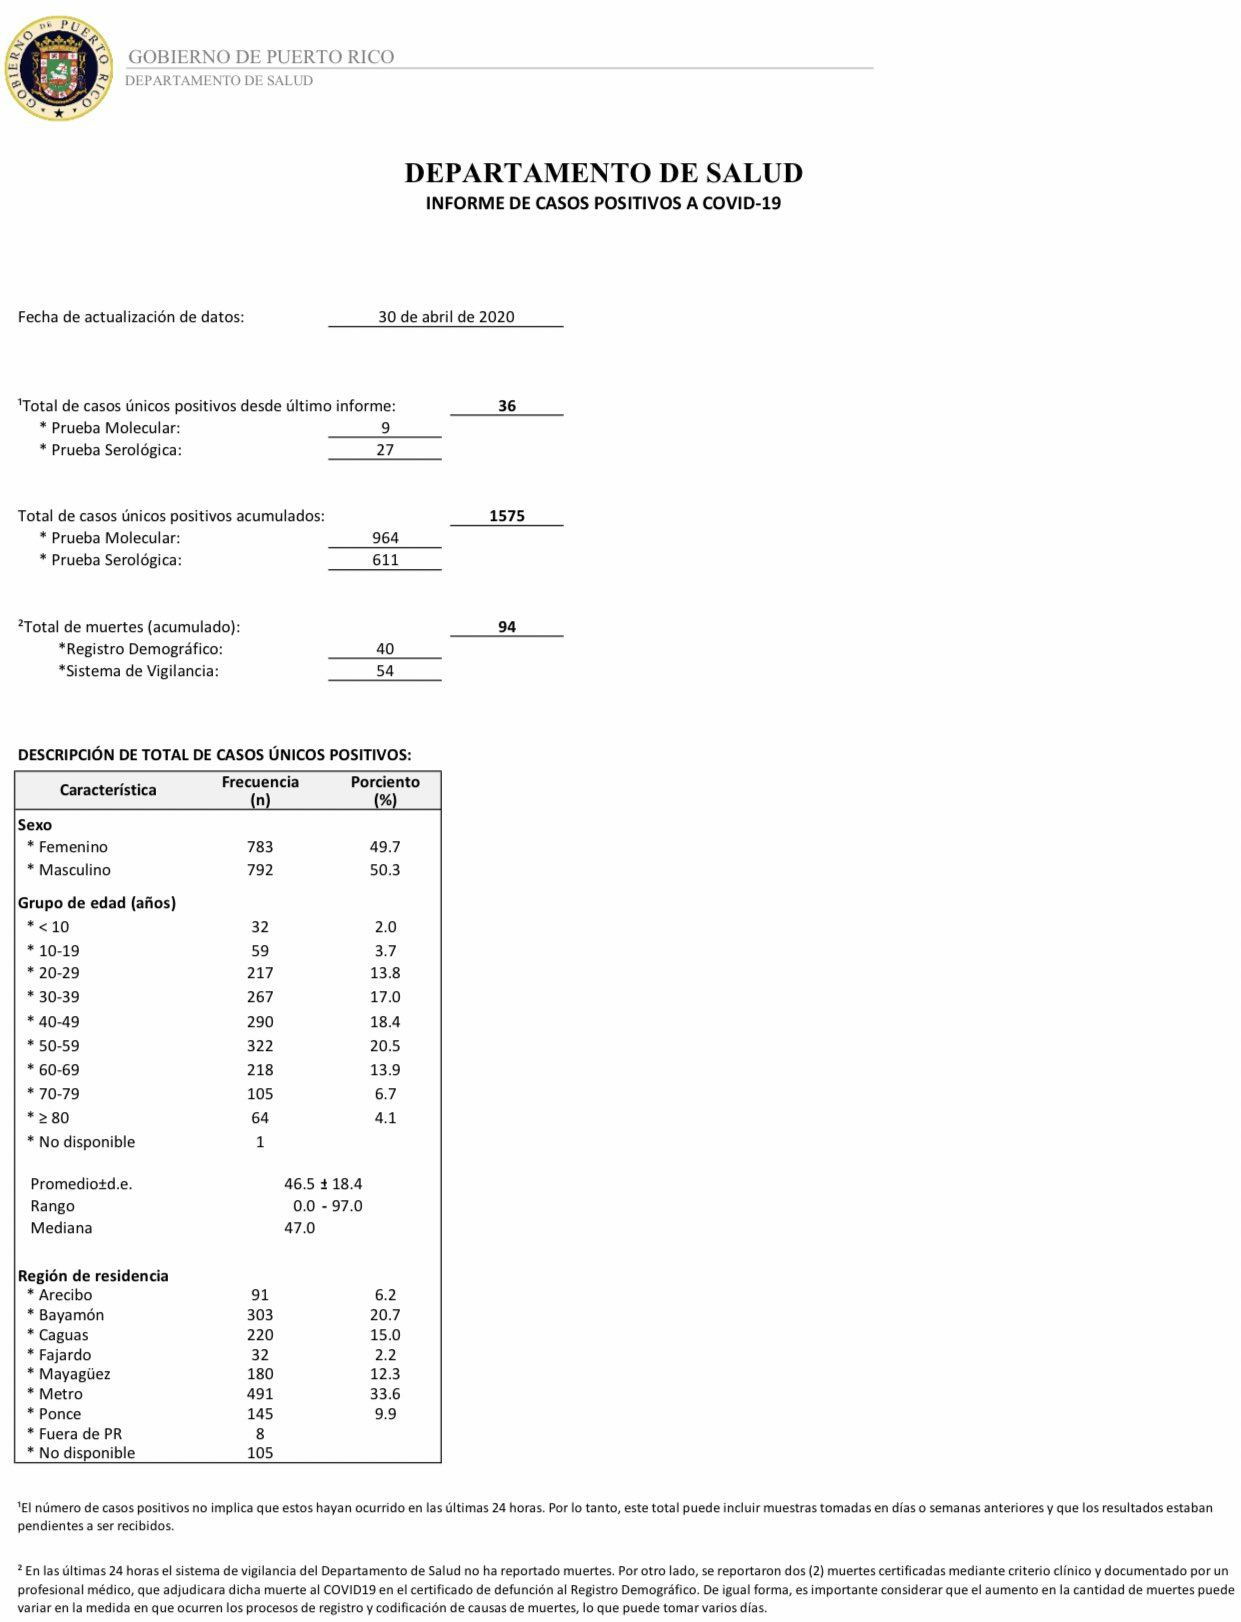 GOBIERNO DE PUERTO RICO
GOBIERNO DE PUERTO RICO
DEPARTAMENTO DE SALUD
DEPARTAMENTO DE SALUD
INFORME DE CASOS POSITIVOS A COVID-19
Fecha de actualización de datos: 30 de abril de 2020
¹Total de casos únicos positivos desde último informe: 36
* Prueba Molecular: 9
* Prueba Serológica: 27
Total de casos únicos positivos acumulados: 1575
* Prueba Molecular: 964
* Prueba Serológica: 611
²Total de muertes (acumulado): 94
*Registro Demográfico: 40
*Sistema de Vigilancia: 54
DESCRIPCIÓN DE TOTAL DE CASOS ÚNICOS POSITIVOS:
Característica Frecuencia (n) Porciento (%)
Sexo
* Femenino 783 49.7
* Masculino 792 50.3
Grupo de edad (años)
* < 10 32 2.0
* 10-19 59 3.7
* 20-29 217 13.8
* 30-39 267 17.0
* 40-49 290 18.4
* 50-59 322 20.5
* 60-69 218 13.9
* 70-79 105 6.7
* ≥ 80 64 4.1
* No disponible 1
Promedio±d.e. 46.5 ± 18.4
Rango 0.0 - 97.0
Mediana 47.0
Región de residencia
* Arecibo 91 6.2
* Bayamón 303 20.7
* Caguas 220 15.0
* Fajardo 32 2.2
* Mayagüez 180 12.3
* Metro 491 33.6
* Ponce 145 9.9
* Fuera de PR 8
* No disponible 105
¹El número de casos positivos no implica que estos hayan ocurrido en las últimas 24 horas. Por lo tanto, este total puede incluir muestras tomadas en días o semanas anteriores y que los resultados estaban
pendientes a ser recibidos.
² En las últimas 24 horas el sistema de vigilancia del Departamento de Salud no ha reportado muertes. Por otro lado, se reportaron dos (2) muertes certificadas mediante criterio clínico y documentado por un
profesional médico, que adjudicara dicha muerte al COVID19 en el certificado de defunción al Registro Demográfico. De igual forma, es importante considerar que el aumento en la cantidad de muertes puede
variar en la medida en que ocurren los procesos de registro y codificación de causas de muertes, lo que puede tomar varios días.